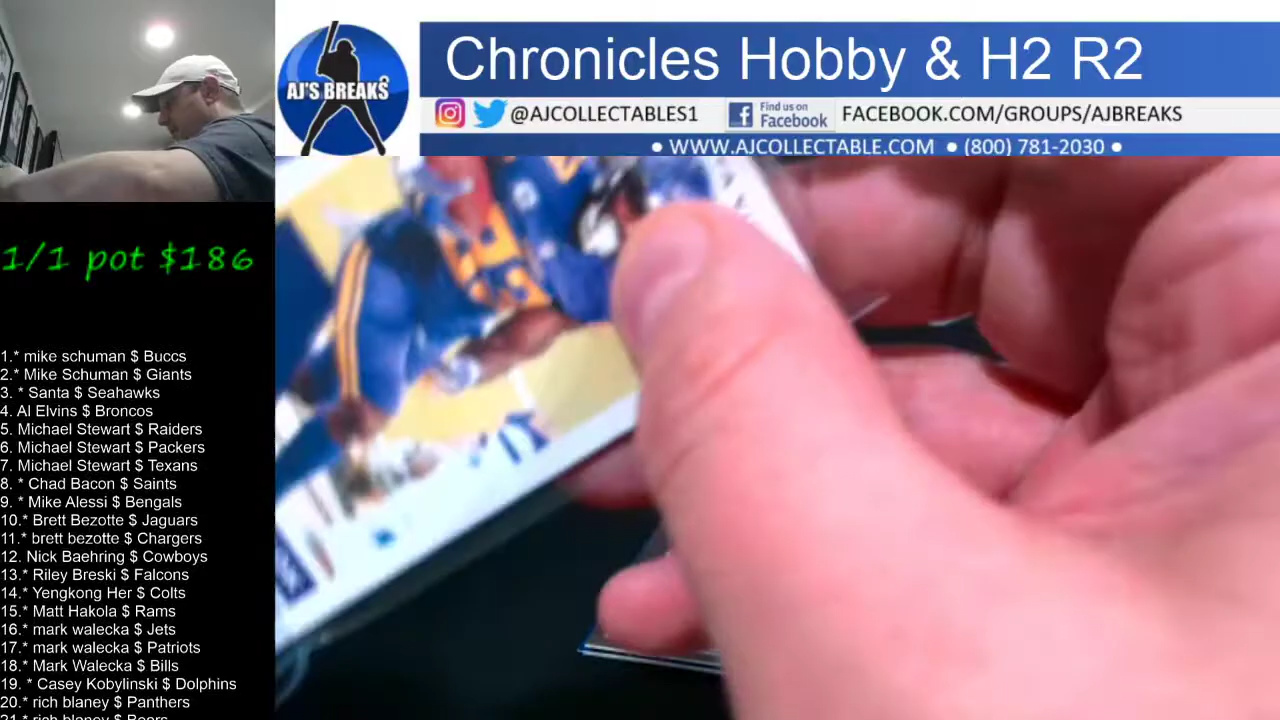 AJ'S BREAKS
Chronicles Hobby & H2 R2
@AJCOLLECTABLES1
Find us on
Facebook
FACEBOOK.COM/GROUPS/AJBREAKS
• WWW.AJCOLLECTABLE.COM • (800) 781-2030 •
1/1 pot $186
1.* mike schuman $ Buccs
2.* Mike Schuman $ Giants
3. * Santa $ Seahawks
4. Al Elvins $ Broncos
5. Michael Stewart $ Raiders
6. Michael Stewart $ Packers
7. Michael Stewart $ Texans
8. * Chad Bacon $ Saints
9. * Mike Alessi $ Bengals
10.* Brett Bezotte $ Jaguars
11.* brett bezotte $ Chargers
12. Nick Baehring $ Cowboys
13.* Riley Breski $ Falcons
14.* Yengkong Her $ Colts
15.* Matt Hakola $ Rams
16.* mark walecka $ Jets
17.* mark walecka $ Patriots
18.* Mark Walecka $ Bills
19. * Casey Kobylinski $ Dolphins
20.* rich blaney $ Panthers
21.* rich blaney $ Bears